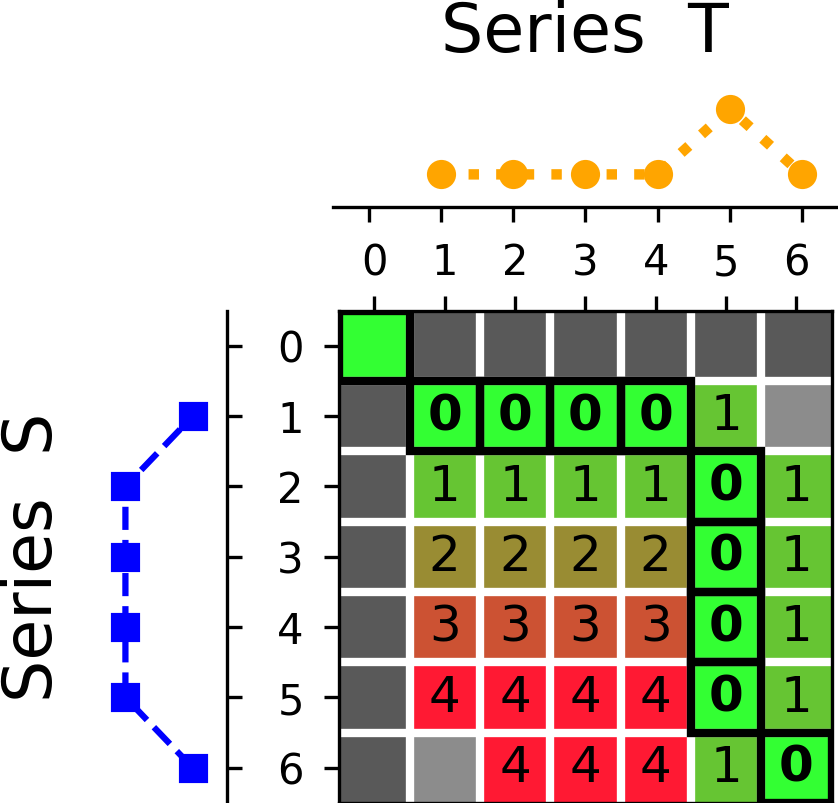 Series T
0 1 2 3 4 5 6
Series S
0
1 0 0 0 0 1
2 1 1 1 1 0 1
3 2 2 2 2 0 1
4 3 3 3 3 0 1
5 4 4 4 4 0 1
6 4 4 4 1 0